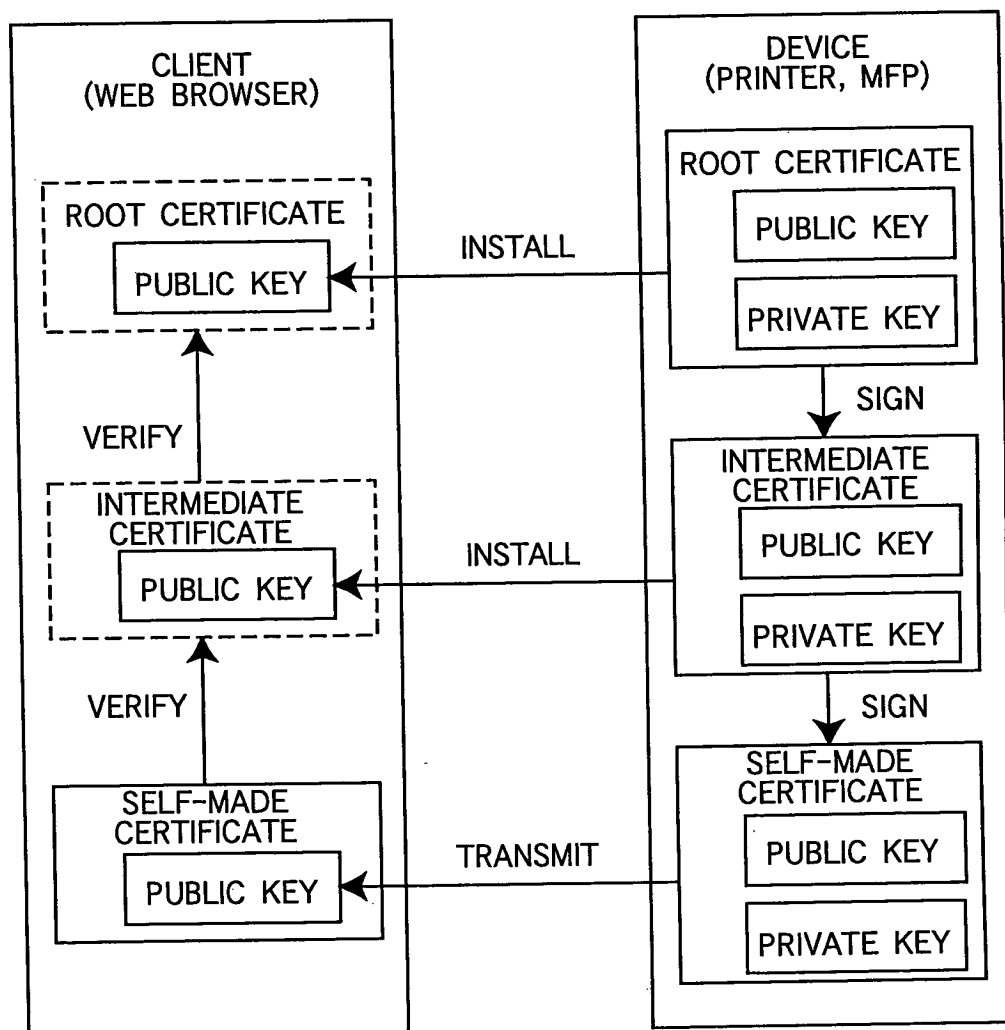 CLIENT
(WEB BROWSER)
ROOT CERTIFICATE
PUBLIC KEY
VERIFY
INTERMEDIATE
CERTIFICATE
PUBLIC KEY
VERIFY
SELF-MADE
CERTIFICATE
PUBLIC KEY
INSTALL
INSTALL
TRANSMIT
DEVICE
(PRINTER, MFP)
ROOT CERTIFICATE
PUBLIC KEY
PRIVATE KEY
SIGN
INTERMEDIATE
CERTIFICATE
PUBLIC KEY
PRIVATE KEY
SIGN
SELF-MADE
CERTIFICATE
PUBLIC KEY
PRIVATE KEY